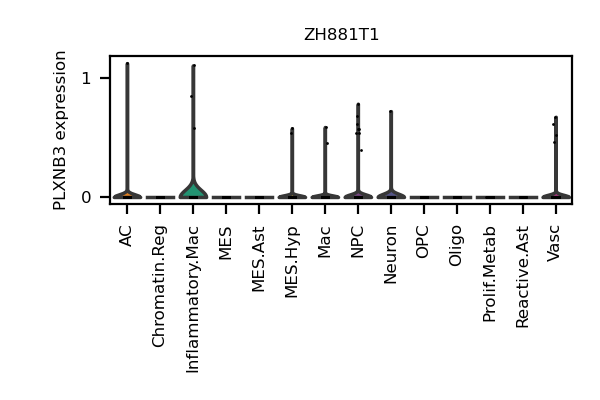 ZH881T1
PLXNB3 expression
1
0
AC
Chromatin.Reg
Inflammatory.Mac
MES
MES.Ast
MES.Hyp
Mac
NPC
Neuron
OPC
Oligo
Prolif.Metab
Reactive.Ast
Vasc